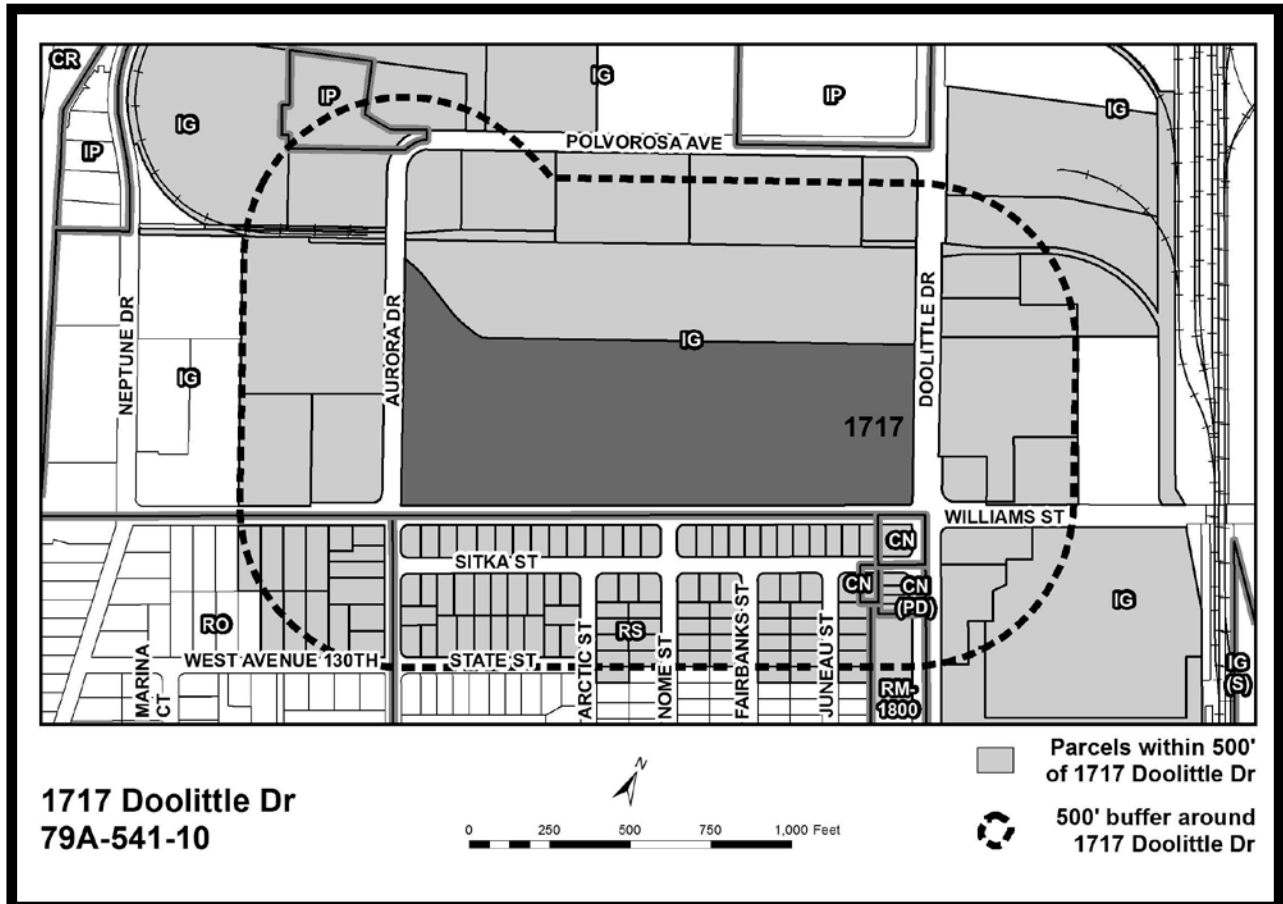 CR
IP
IG
IP
IG
IP
IG
POLVOROSA AVE
NEPTUNE DR
AURORA DR
DOOLITTLE DR
IG
IG
1717
WILLIAMS ST
CN
SITKA ST
CN
CN
(PD)
IG
RO
RS
ARCTIC ST
NOME ST
FAIRBANKS ST
JUNEAU ST
WEST AVENUE 130TH
STATE ST
MARINA
CT
RM-
1800
IG
(S)
1717 Doolittle Dr
79A-541-10
N
0 250 500 750 1,000 Feet
Parcels within 500'
of 1717 Doolittle Dr
500' buffer around
1717 Doolittle Dr